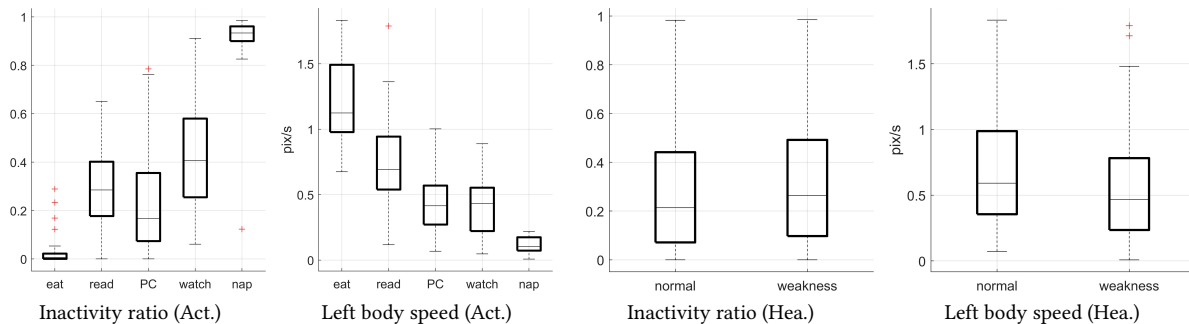 1
0.8
0.6
0.4
0.2
0
eat read PC watch nap
Inactivity ratio (Act.)
pix/s
1.5
1
0.5
0
eat read PC watch nap
Left body speed (Act.)
1
0.8
0.6
0.4
0.2
0
normal weakness
Inactivity ratio (Hea.)
pix/s
1.5
1
0.5
0
normal weakness
Left body speed (Hea.)